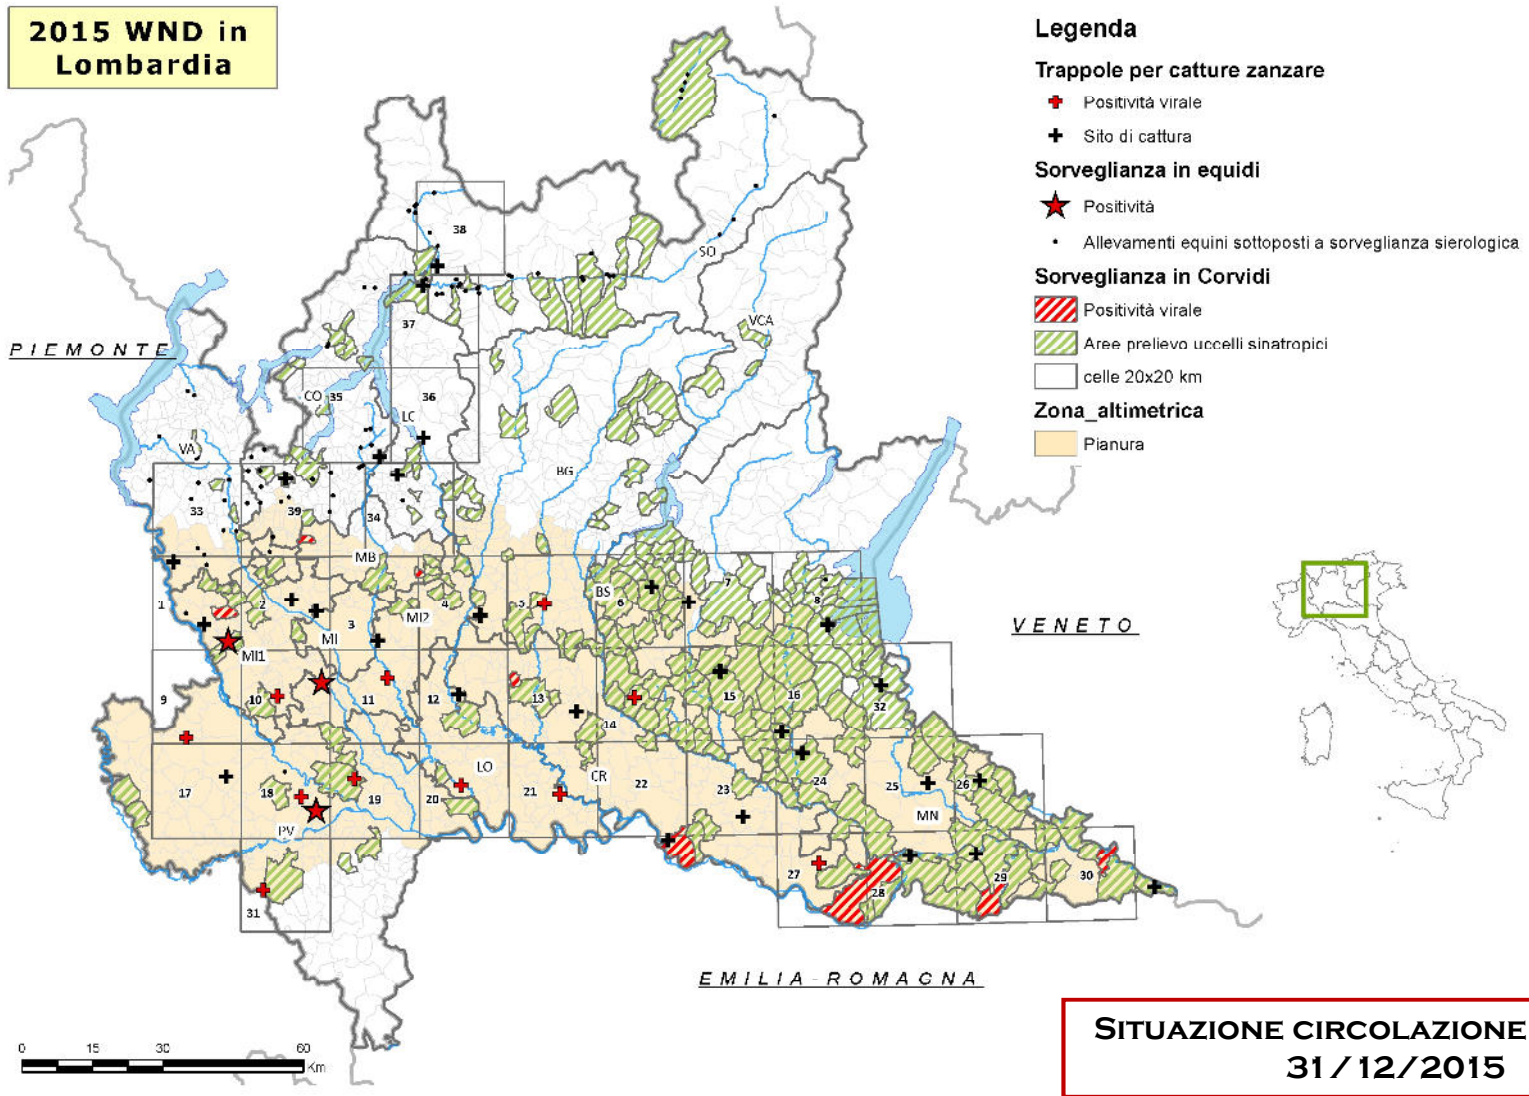 2015 WND in
Lombardia
Legenda
Trappole per catture zanzare
Positività virale
Sito di cattura
Sorveglianza in equidi
Positività
Allevamenti equini sottoposti a sorveglianza sierologica
Sorveglianza in Corvidi
Positività virale
Aree prelievo uccelli sinatropici
celle 20x20 km
Zona_altimetrica
Pianura
38
SO
37
VCA
PIEMONTE
CO
35
36
LC
VA
BG
33
39
34
MB
7
BS
1
2
4
5
6
8
3
MI
MI2
VENETO
MI1
9
10
11
12
13
15
16
32
14
LO
CR
17
18
19
20
21
22
23
24
25
26
PV
MN
27
28
29
30
31
EMILIA-ROMAGNA
0 15 30 60
Km
SITUAZIONE CIRCOLAZIONE
31/12/2015